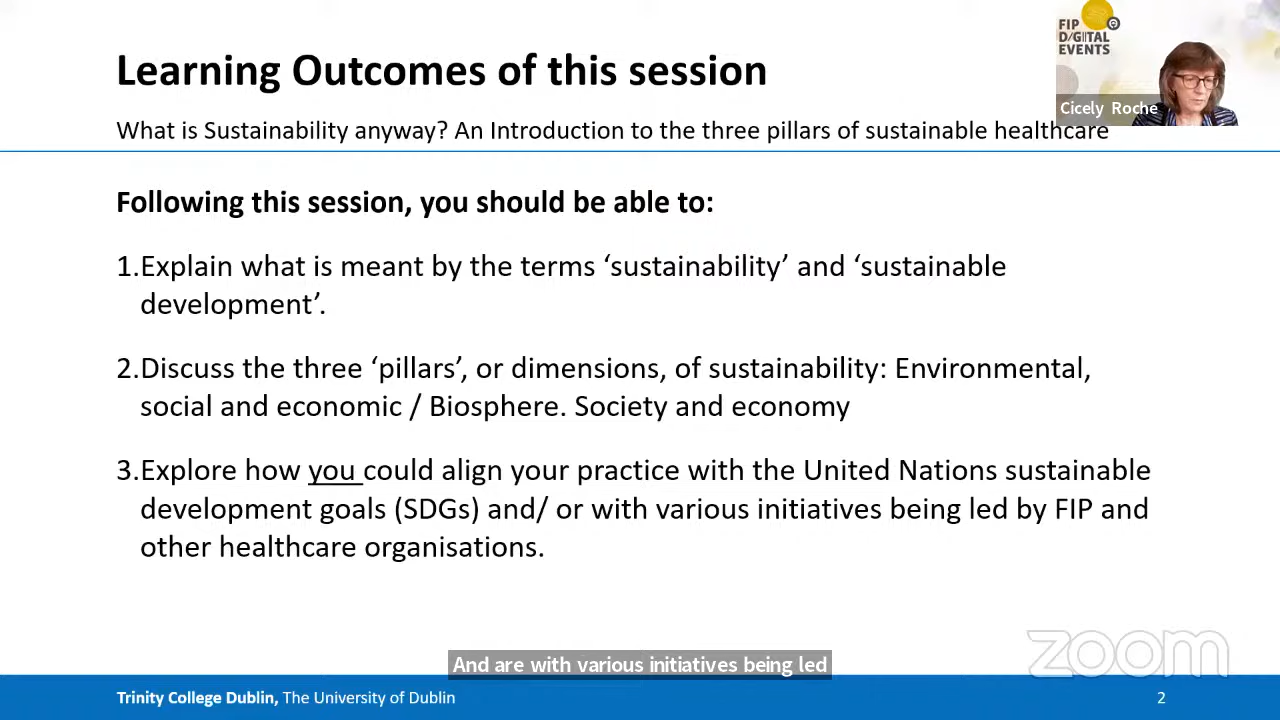 Learning Outcomes of this session
What is Sustainability anyway? An Introduction to the three pillars of sustainable healthcare
FIP
DIGITAL
EVENTS
Cicely Roche
Following this session, you should be able to:
1.Explain what is meant by the terms ‘sustainability’ and ‘sustainable
development’.
2.Discuss the three ‘pillars’, or dimensions, of sustainability: Environmental,
social and economic / Biosphere. Society and economy
3.Explore how you could align your practice with the United Nations sustainable
development goals (SDGs) and/ or with various initiatives being led by FIP and
other healthcare organisations.
zoom
And are with various initiatives being led
Trinity College Dublin, The University of Dublin
2